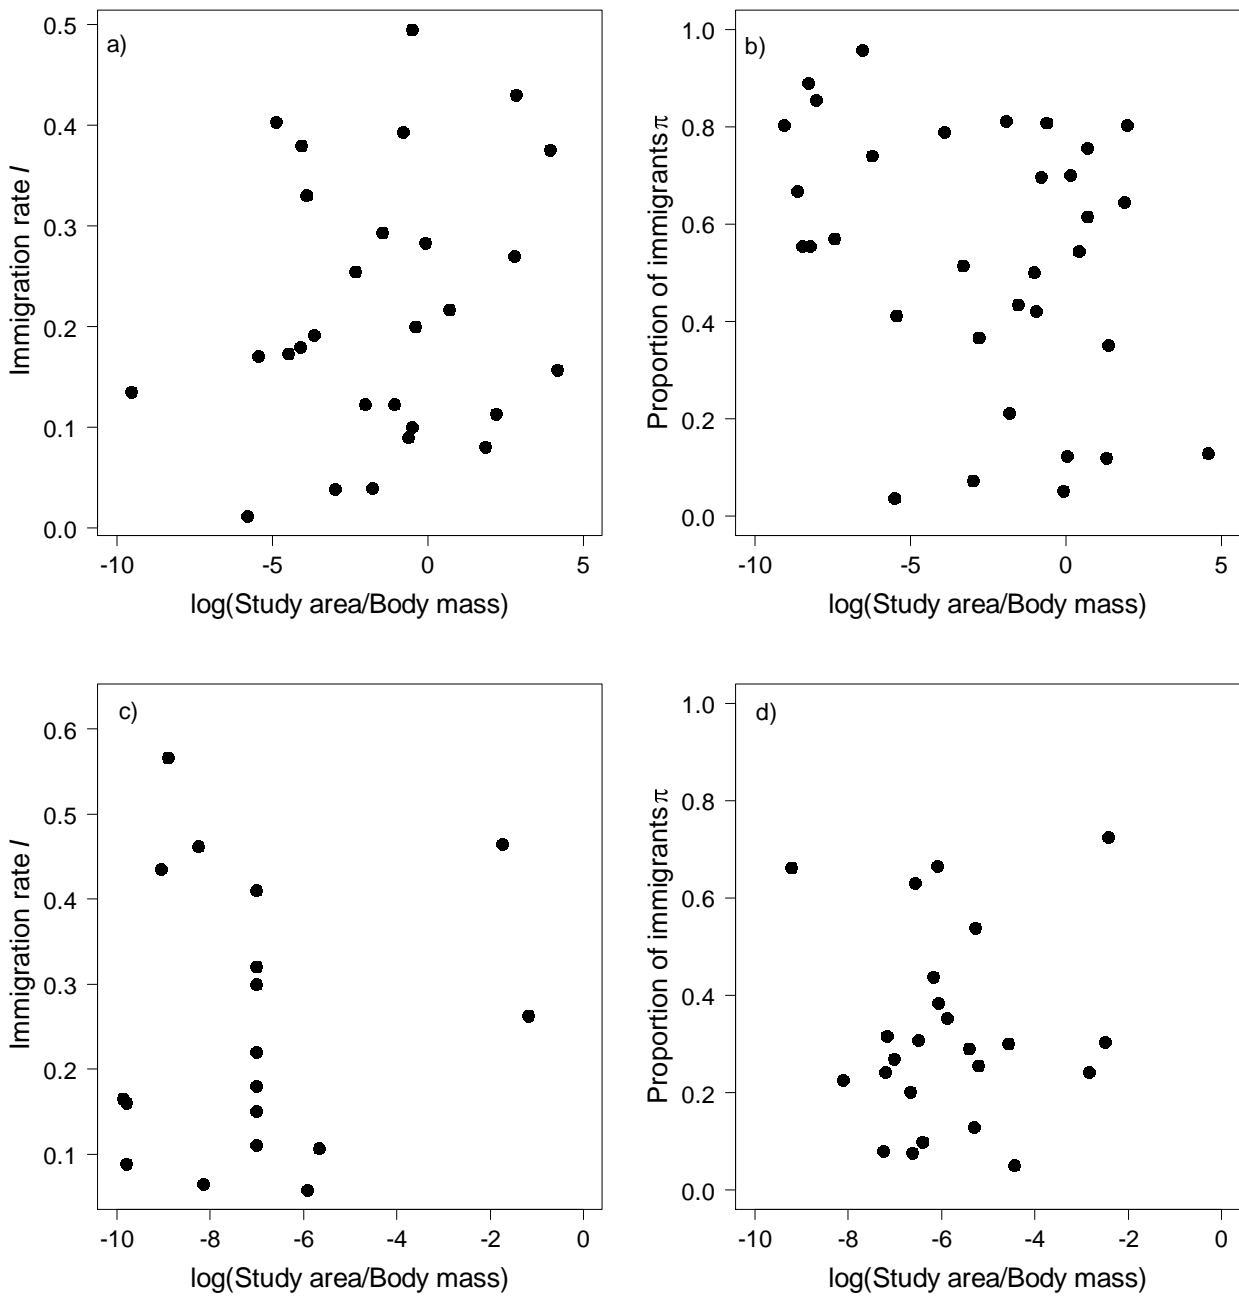 a)
Immigration rate I
0.5
0.4
0.3
0.2
0.1
0.0
-10 -5 0 5
log(Study area/Body mass)
b)
Proportion of immigrants π
1.0
0.8
0.6
0.4
0.2
0.0
-10 -5 0 5
log(Study area/Body mass)
c)
Immigration rate I
0.6
0.5
0.4
0.3
0.2
0.1
-10 -8 -6 -4 -2 0
log(Study area/Body mass)
d)
Proportion of immigrants π
1.0
0.8
0.6
0.4
0.2
0.0
-10 -8 -6 -4 -2 0
log(Study area/Body mass)